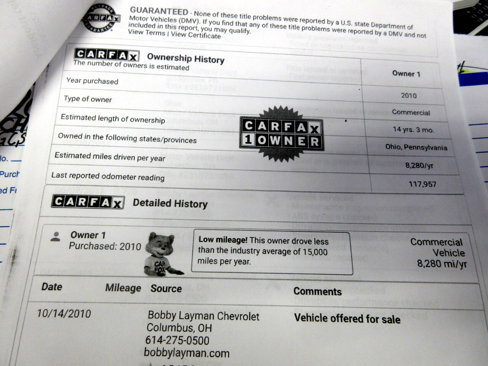 GUARANTEED - None of these title problems were reported by a U.S. state Department of
Motor Vehicles (DMV). If you find that any of these title problems were reported by a DMV and not
included in this report, you may qualify.
View Terms | View Certificate
CARFAX
CARFAX Ownership History
The number of owners is estimated
Owner 1
Year purchased 2010
Type of owner Commercial
Estimated length of ownership 14 yrs. 3 mo.
Owned in the following states/provinces Ohio, Pennsylvania
Estimated miles driven per year 8,280/yr
Last reported odometer reading 117,957
CARFAX
1 OWNER
CARFAX Detailed History
Owner 1
Purchased: 2010
CAR
FOX
Low mileage! This owner drove less
than the industry average of 15,000
miles per year.
Commercial
Vehicle
8,280 mi/yr
Date Mileage Source Comments
10/14/2010 Bobby Layman Chevrolet Vehicle offered for sale
Columbus, OH
614-275-0500
bobbylayman.com